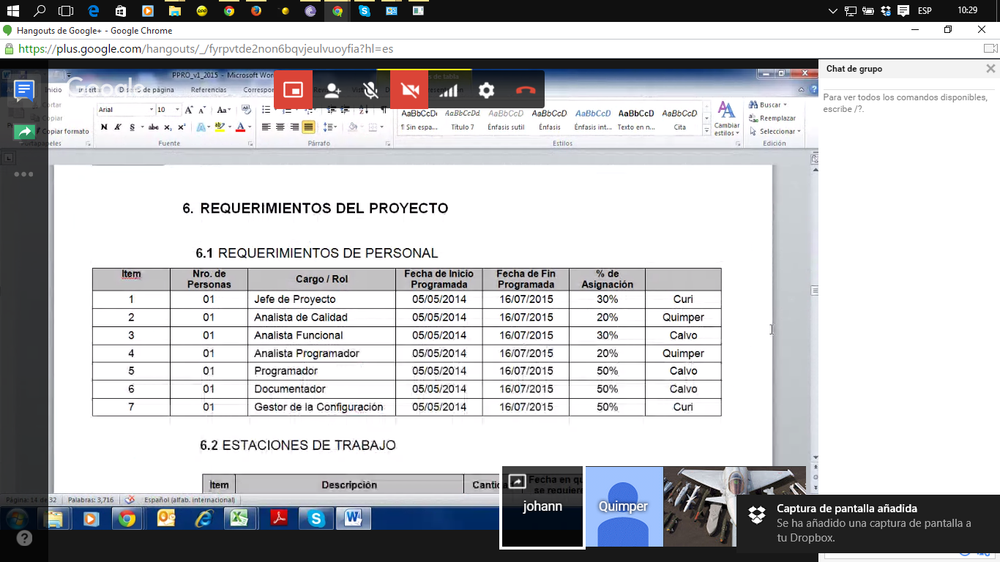 ESP
10:29
Hangouts de Google+ - Google Chrome
https://plus.google.com/hangouts/_/fyrpvtde2non6bqvjeulvuoyfia?hl=es
PPRO_v1_2015 - Microsoft Wor
de tabla
Inicio
Insertar
Diseño de página
Referencias
Correspon
Vist
Cortar
Copiar
Copiar formato
Portapapeles
Arial
10
Fuente
Párrafo
AaBbCcDc AaBbCcDd AaBbCcD AaBbCcD AaBbCcD AaBbCcD AaBbCcD
¶ Sin espa... Título 7 Énfasis sutil Énfasis Énfasis int... Texto en n... Cita
Estilos
Cambiar
estilos
Buscar
Reemplazar
Seleccionar
Edición
Google
6. REQUERIMIENTOS DEL PROYECTO
6.1 REQUERIMIENTOS DE PERSONAL
Item
Nro. de
Personas
Cargo / Rol
Fecha de Inicio
Programada
Fecha de Fin
Programada
% de
Asignación
1 01 Jefe de Proyecto 05/05/2014 16/07/2015 30% Curi
2 01 Analista de Calidad 05/05/2014 16/07/2015 20% Quimper
3 01 Analista Funcional 05/05/2014 16/07/2015 30% Calvo
4 01 Analista Programador 05/05/2014 16/07/2015 20% Quimper
5 01 Programador 05/05/2014 16/07/2015 50% Calvo
6 01 Documentador 05/05/2014 16/07/2015 50% Calvo
7 01 Gestor de la Configuración 05/05/2014 16/07/2015 50% Curi
6.2 ESTACIONES DE TRABAJO
Item
Descripción
Cantida
Fecha en qu
se requiere
Página: 14 de 32
Palabras: 3,716
Español (alfab. internacional)
Chat de grupo
Para ver todos los comandos disponibles,
escribe /?.
johann
Quimper
Captura de pantalla añadida
Se ha añadido una captura de pantalla a
tu Dropbox.